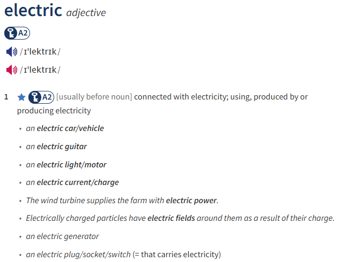 electric adjective
A2
/ɪˈlektrɪk/
/ɪˈlektrɪk/
1 ★ A2 [usually before noun] connected with electricity; using, produced by or
producing electricity
• an electric car/vehicle
• an electric guitar
• an electric light/motor
• an electric current/charge
• The wind turbine supplies the farm with electric power.
• Electrically charged particles have electric fields around them as a result of their charge.
• an electric generator
• an electric plug/socket/switch (= that carries electricity)